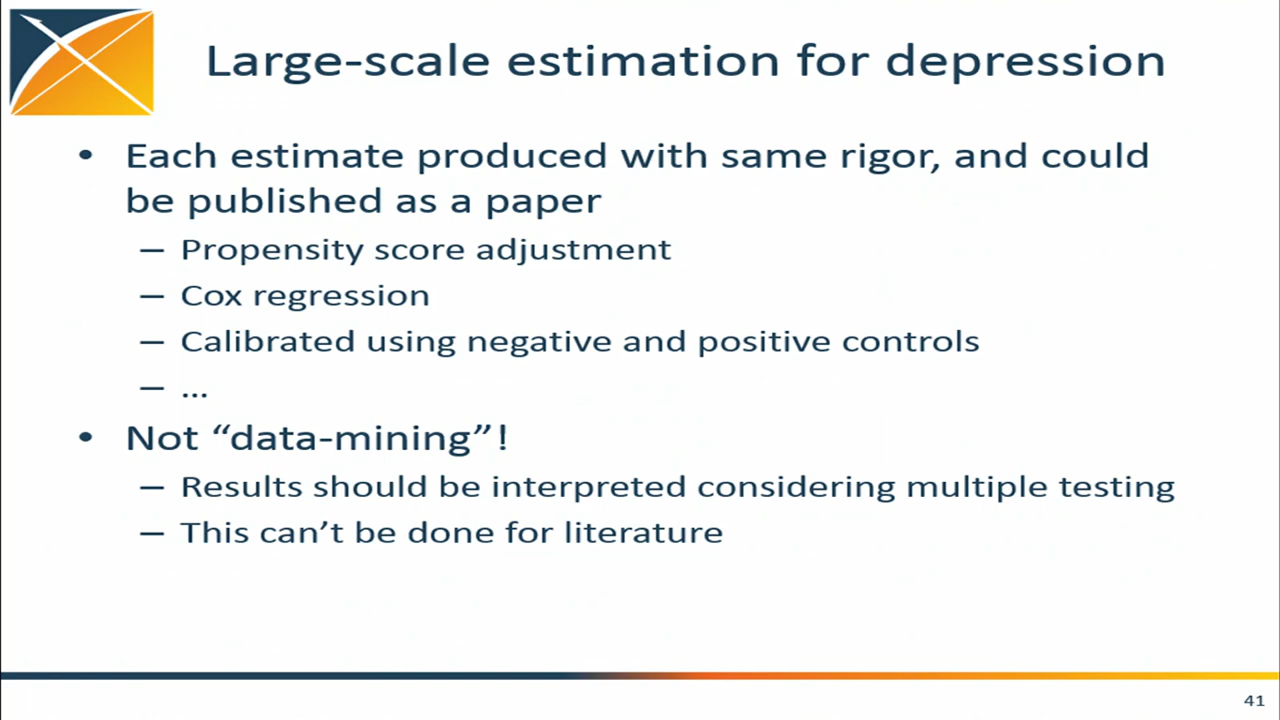 Large-scale estimation for depression
• Each estimate produced with same rigor, and could
be published as a paper
– Propensity score adjustment
– Cox regression
– Calibrated using negative and positive controls
– ...
• Not “data-mining”!
– Results should be interpreted considering multiple testing
– This can’t be done for literature
41